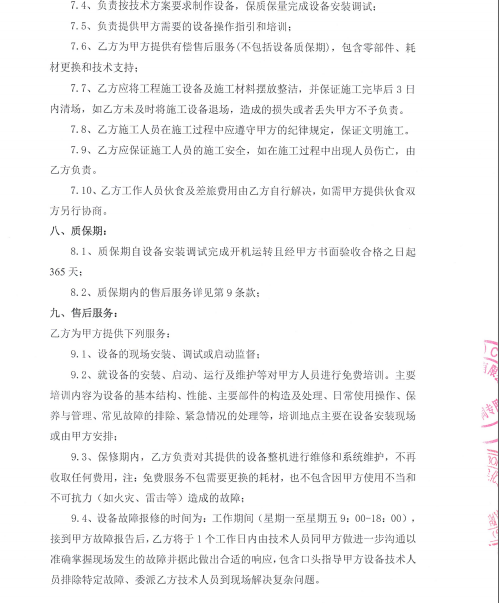 7.4、负责按技术方案要求制作设备，保质保量完成设备安装调试；
7.5、负责提供甲方需要的设备操作指引和培训；
7.6、乙方为甲方提供有偿售后服务(不包括设备质保期)，包含零部件、耗
材更换和技术支持；
7.7、乙方应将工程施工设备及施工材料摆放整洁，并保证施工完毕后 3 日
内清场，如乙方未及时将施工设备退场，造成的损失或者丢失甲方不予负责。
7.8、乙方施工人员在施工过程中应遵守甲方的纪律规定，保证文明施工。
7.9、乙方应保证施工人员的施工安全，如在施工过程中出现人员伤亡，由
乙方负责。
7.10、乙方工作人员伙食及差旅费用由乙方自行解决，如需甲方提供伙食双
方另行协商。
八、质保期：
8.1、质保期自设备安装调试完成开机运转且经甲方书面验收合格之日起
365 天；
8.2、质保期内的售后服务详见第 9 条款；
九、售后服务：
乙方为甲方提供下列服务：
9.1、设备的现场安装、调试或启动监督；
9.2、就设备的安装、启动、运行及维护等对甲方人员进行免费培训。主要
培训内容为设备的基本结构、性能、主要部件的构造及处理、日常使用操作、保
养与管理、常见故障的排除、紧急情况的处理等，培训地点主要在设备安装现场
或由甲方安排；
9.3、保修期内，乙方负责对其提供的设备整机进行维修和系统维护，不再
收取任何费用，注：免费服务不包需要更换的耗材，也不包含因甲方使用不当和
不可抗力（如火灾、雷击等）造成的故障；
9.4、设备故障报修的时间为：工作期间（星期一至星期五 9：00-18：00），
接到甲方故障报告后，乙方将于 1 个工作日内由技术人员同甲方做进一步沟通以
准确掌握现场发生的故障并据此做出合适的响应，包含口头指导甲方设备技术人
员排除特定故障、委派乙方技术人员到现场解决复杂问题。